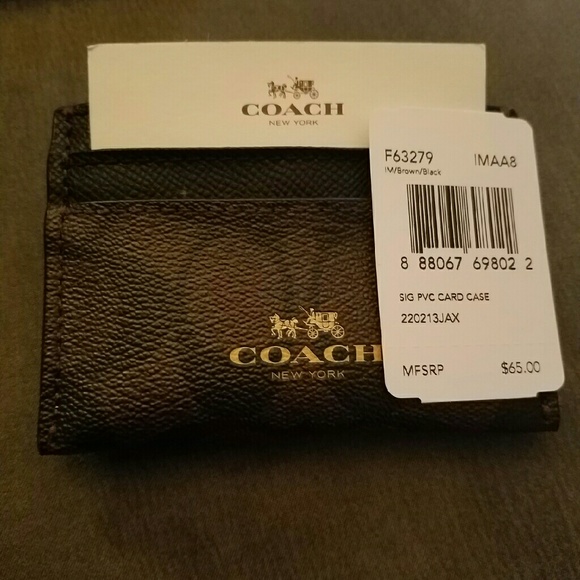 COACH
NEW YORK
F63279 IMAA8
IM/Brown/Black
8 88067 69802 2
SIG PVC CARD CASE
220213JAX
MFSRP $65.00
COACH
NEW YORK